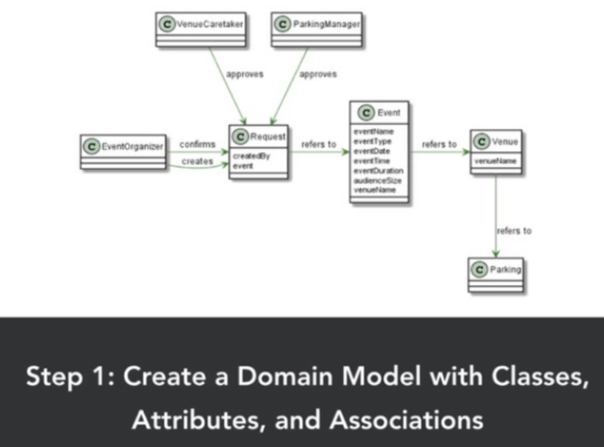 C VenueCaretaker
C ParkingManager
approves
approves
C EventOrganizer
confirms
creates
C Request
createdBy
event
refers to
C Event
eventName
eventType
eventDate
eventTime
eventDuration
audienceSize
venueName
refers to
C Venue
venueName
refers to
C Parking
Step 1: Create a Domain Model with Classes,
Attributes, and Associations